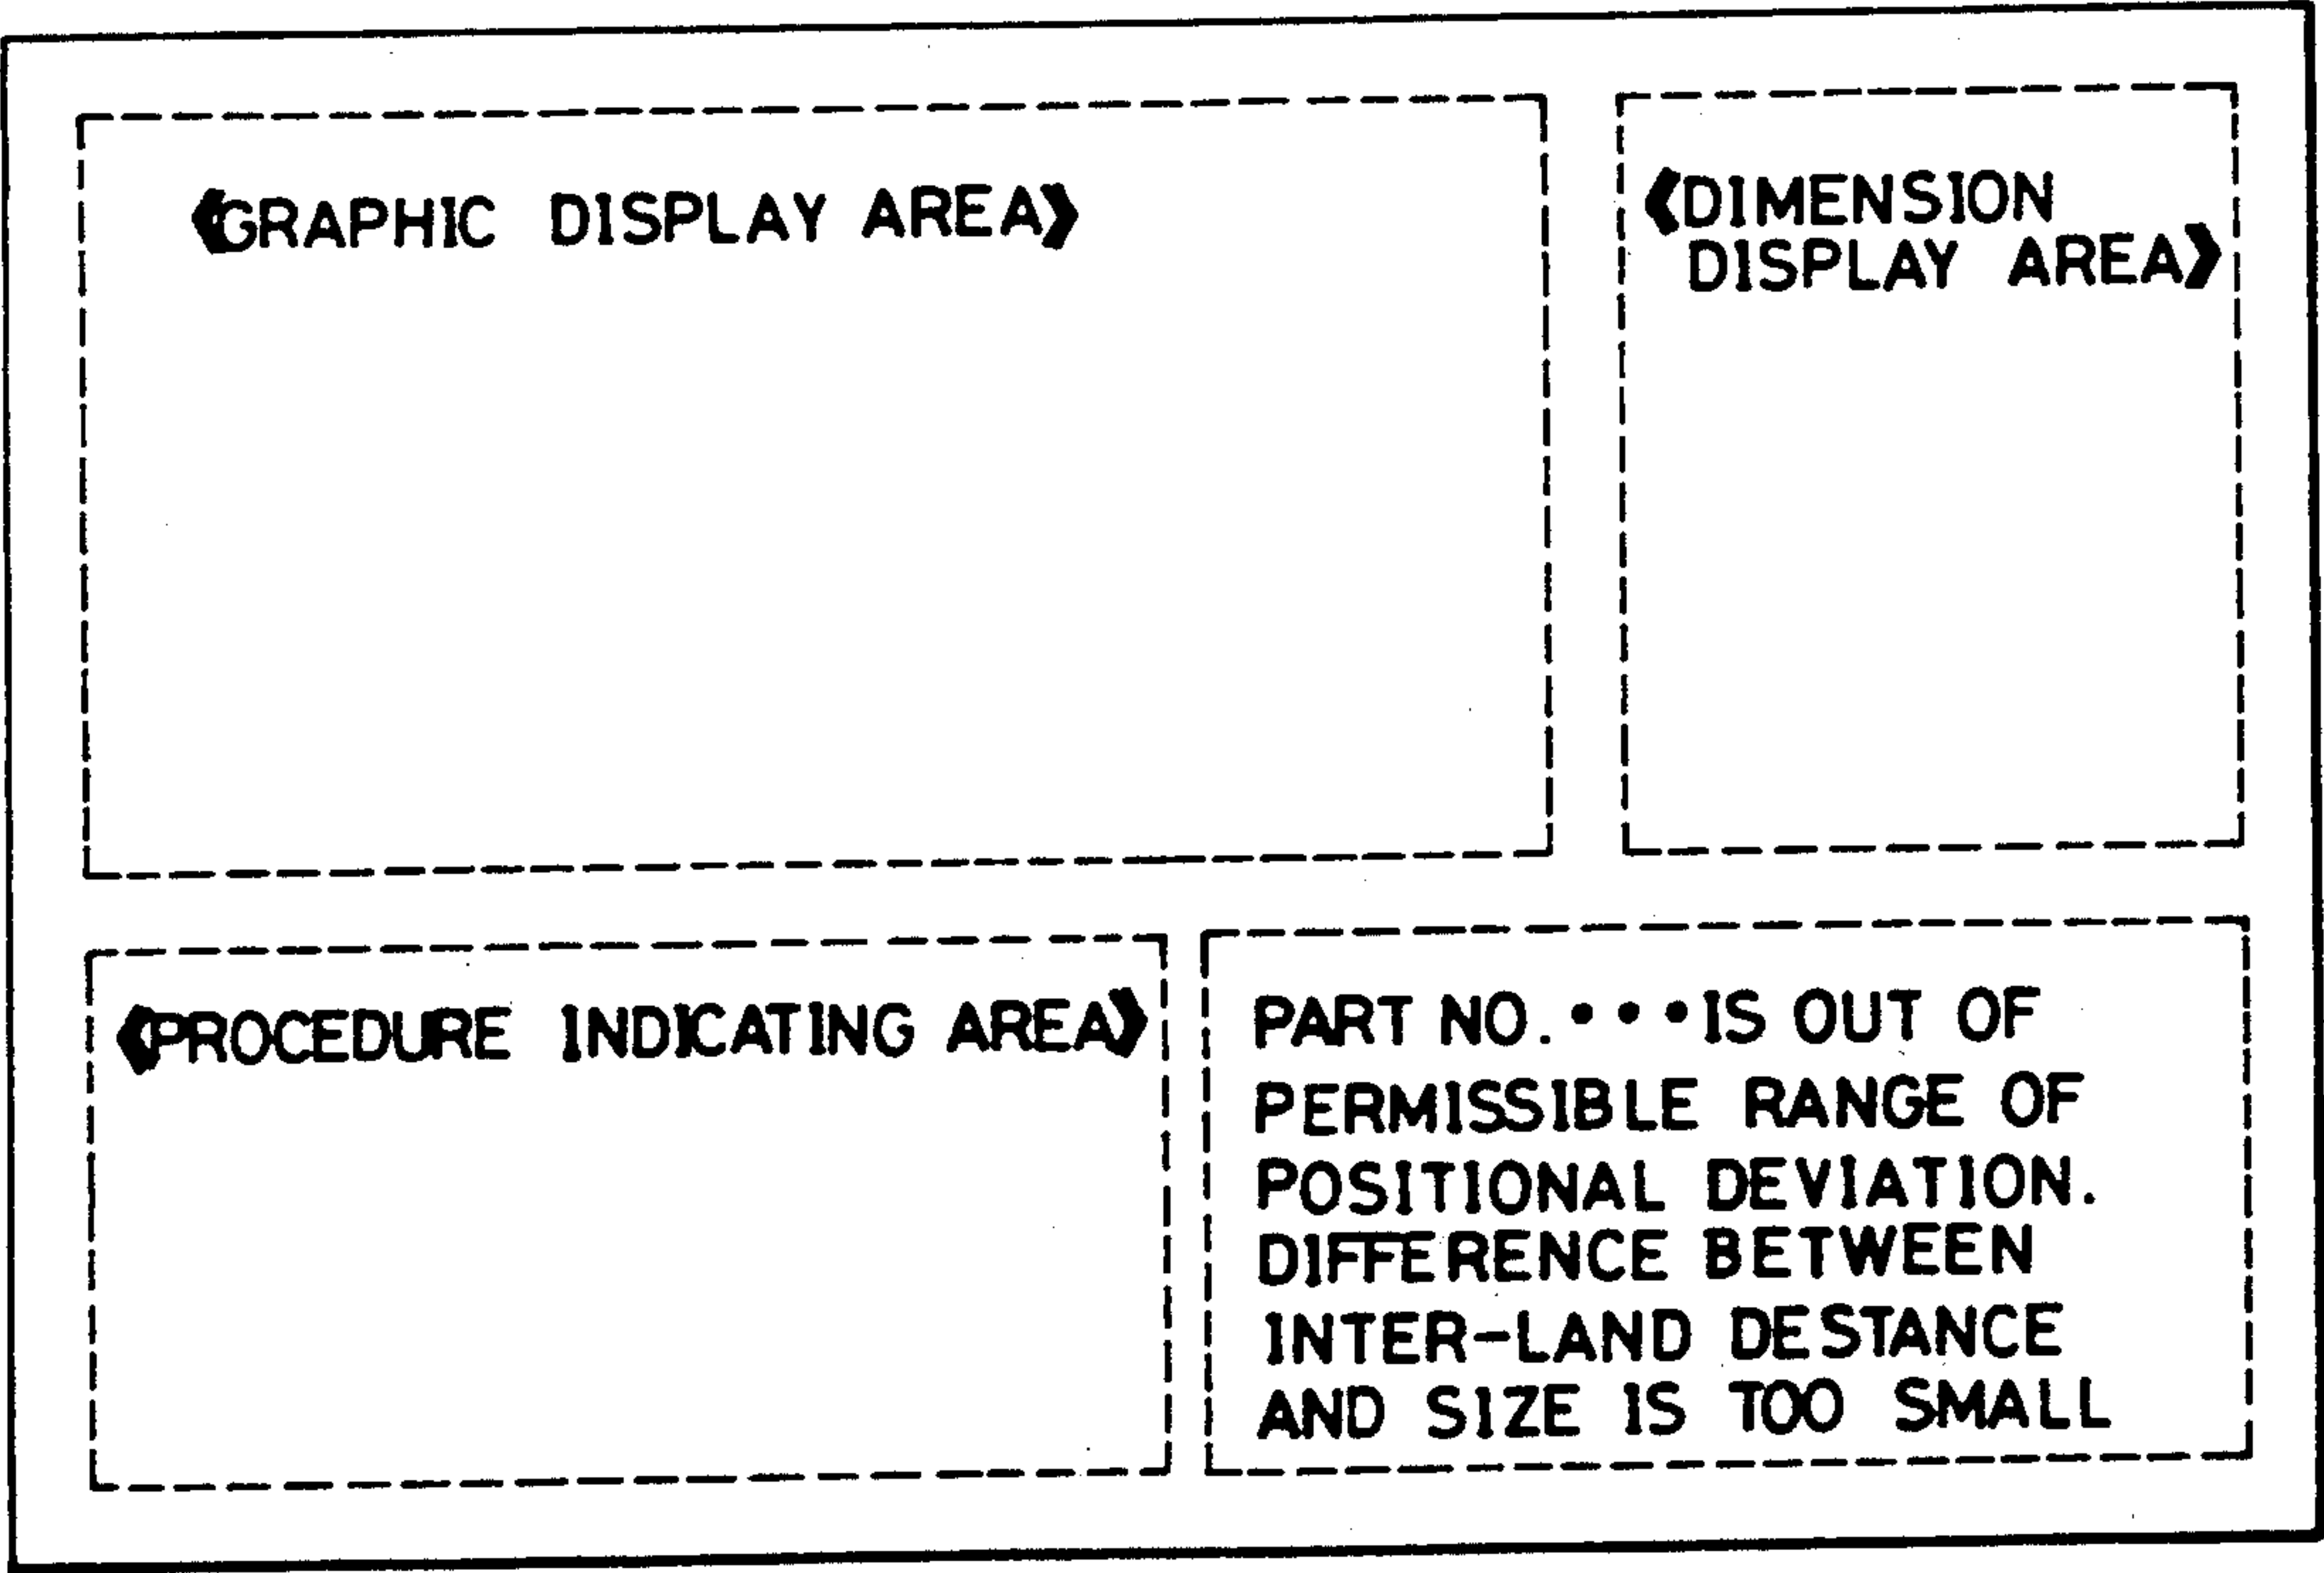 《GRAPHIC DISPLAY AREA》
《DIMENSION
DISPLAY AREA》
《PROCEDURE INDICATING AREA》
PART NO. • • • IS OUT OF
PERMISSIBLE RANGE OF
POSITIONAL DEVIATION.
DIFFERENCE BETWEEN
INTER-LAND DESTANCE
AND SIZE IS TOO SMALL